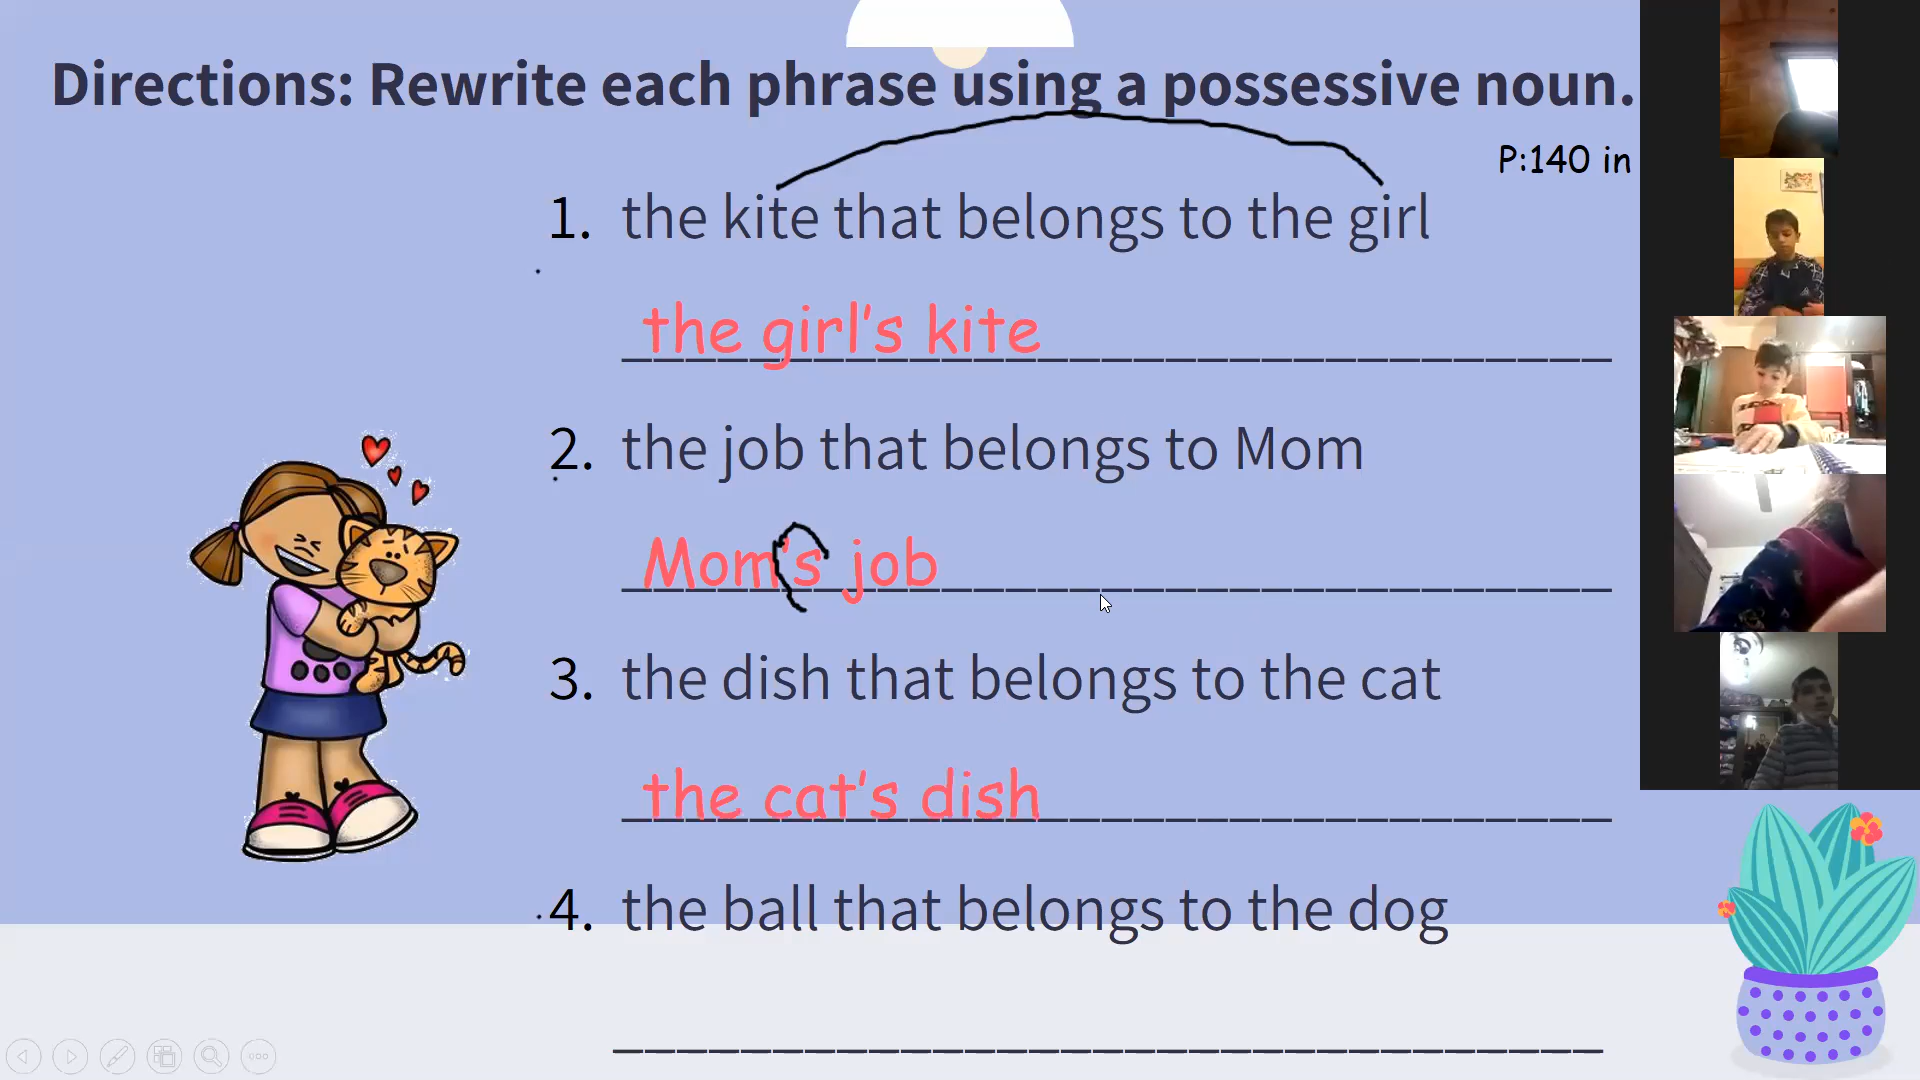 Directions: Rewrite each phrase using a possessive noun.
P:140 in
1. the kite that belongs to the girl
the girl's kite
2. the job that belongs to Mom
Mom's job
3. the dish that belongs to the cat
the cat's dish
4. the ball that belongs to the dog